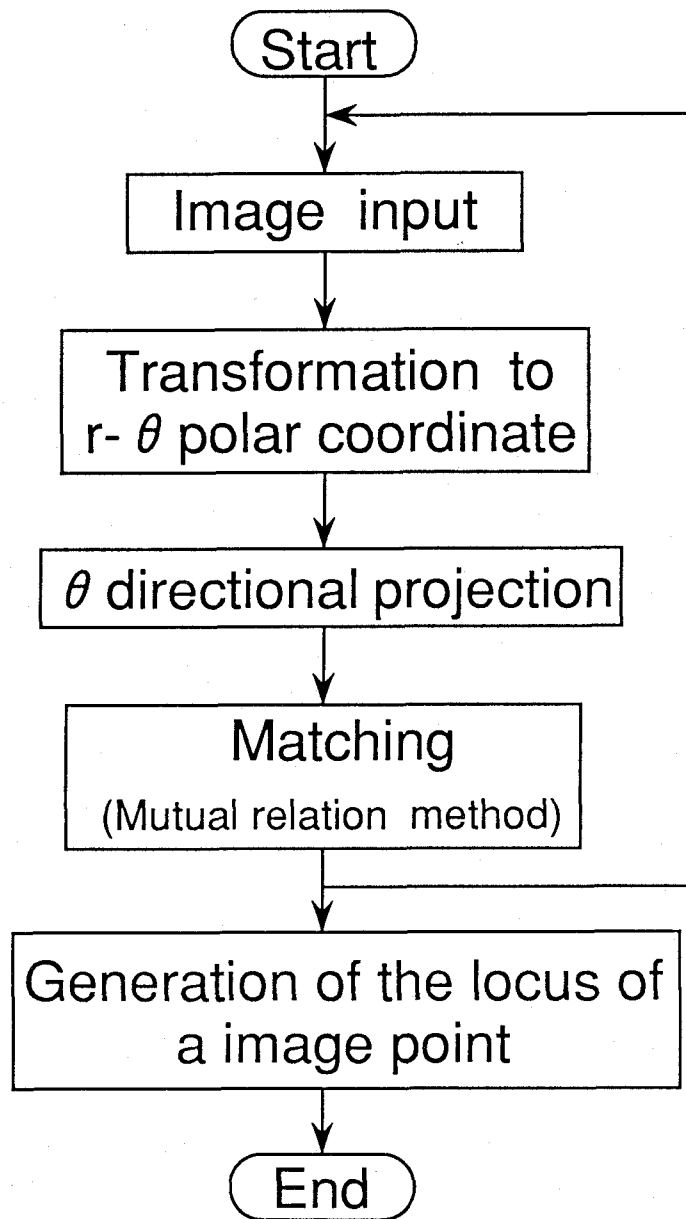 Start
Image input
Transformation to
r- θ polar coordinate
θ directional projection
Matching
(Mutual relation method)
Generation of the locus of
a image point
End